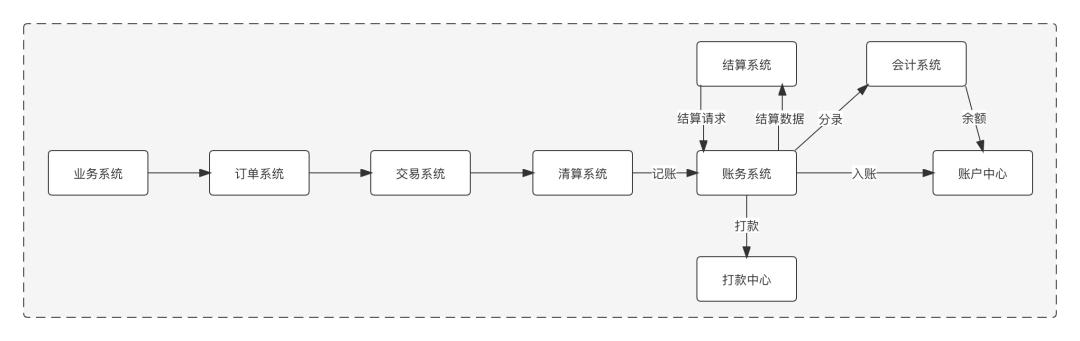 结算系统
会计系统
结算请求
结算数据
分录
余额
业务系统
订单系统
交易系统
清算系统
记账
账务系统
入账
账户中心
打款
打款中心